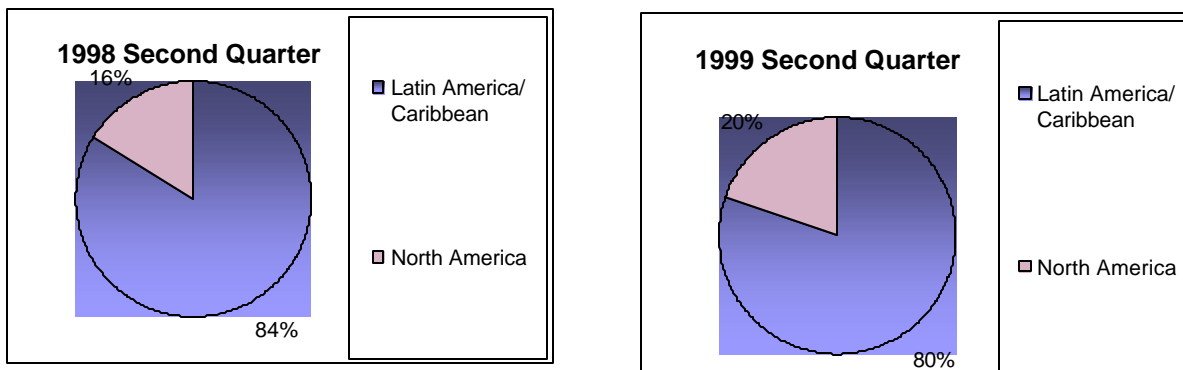 1998 Second Quarter
16%
84%
Latin America/
Caribbean
North America
1999 Second Quarter
20%
80%
Latin America/
Caribbean
North America